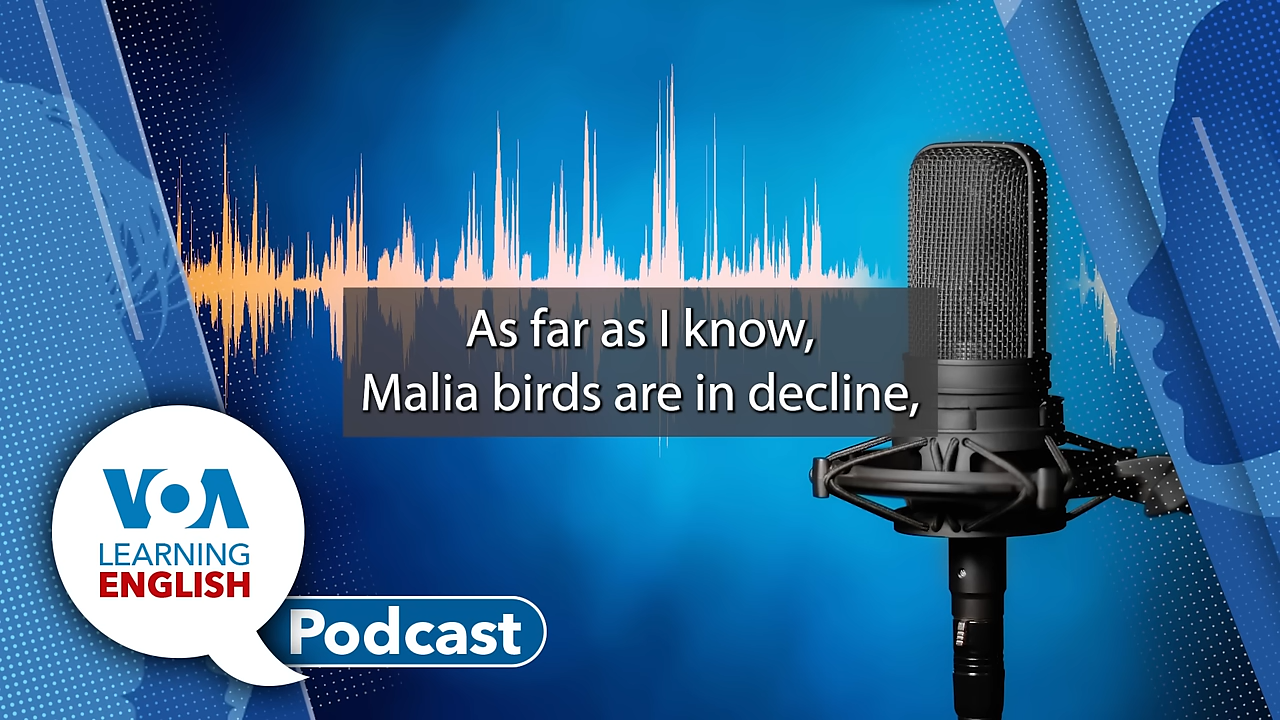 As far as I know,
Malia birds are in decline,
VOA
LEARNING
ENGLISH
Podcast